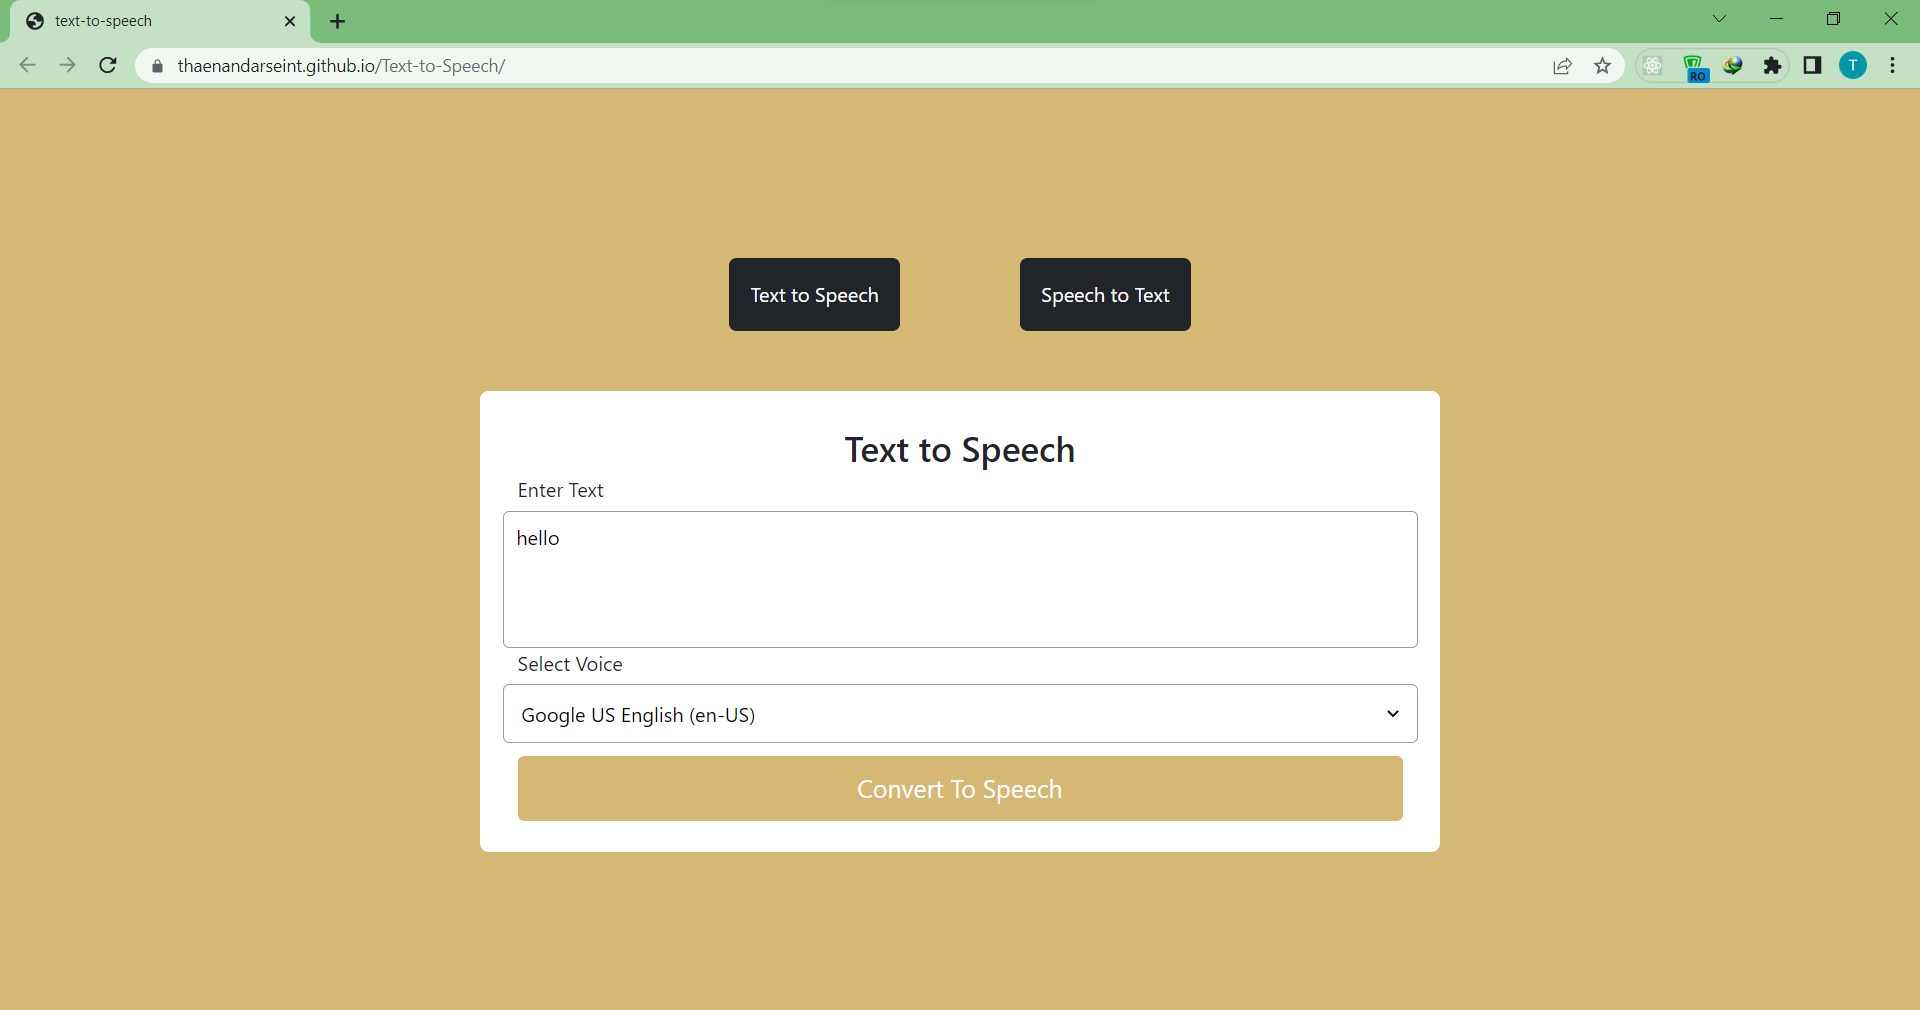 text-to-speech
thaenandarseint.github.io/Text-to-Speech/
RO
T
Text to Speech
Speech to Text
Text to Speech
Enter Text
hello
Select Voice
Google US English (en-US)
Convert To Speech